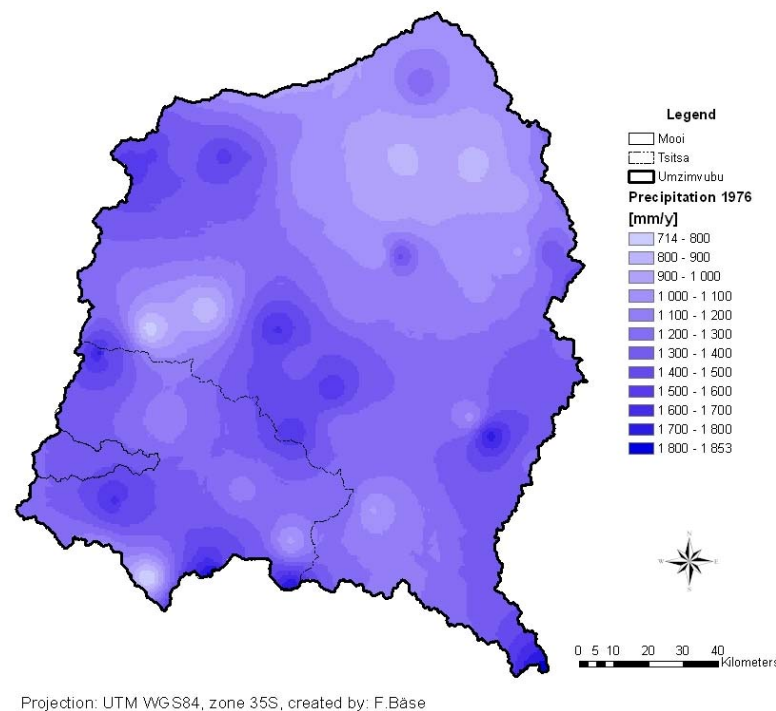 Legend
Mooi
Tsitsa
Umzimvubu
Precipitation 1976
[mm/y]
714 - 800
800 - 900
900 - 1 000
1 000 - 1 100
1 100 - 1 200
1 200 - 1 300
1 300 - 1 400
1 400 - 1 500
1 500 - 1 600
1 600 - 1 700
1 700 - 1 800
1 800 - 1 853
N
W E
S
0 5 10 20 30 40
Kilometers
Projection: UTM WGS84, zone 35S, created by: F.Bäse